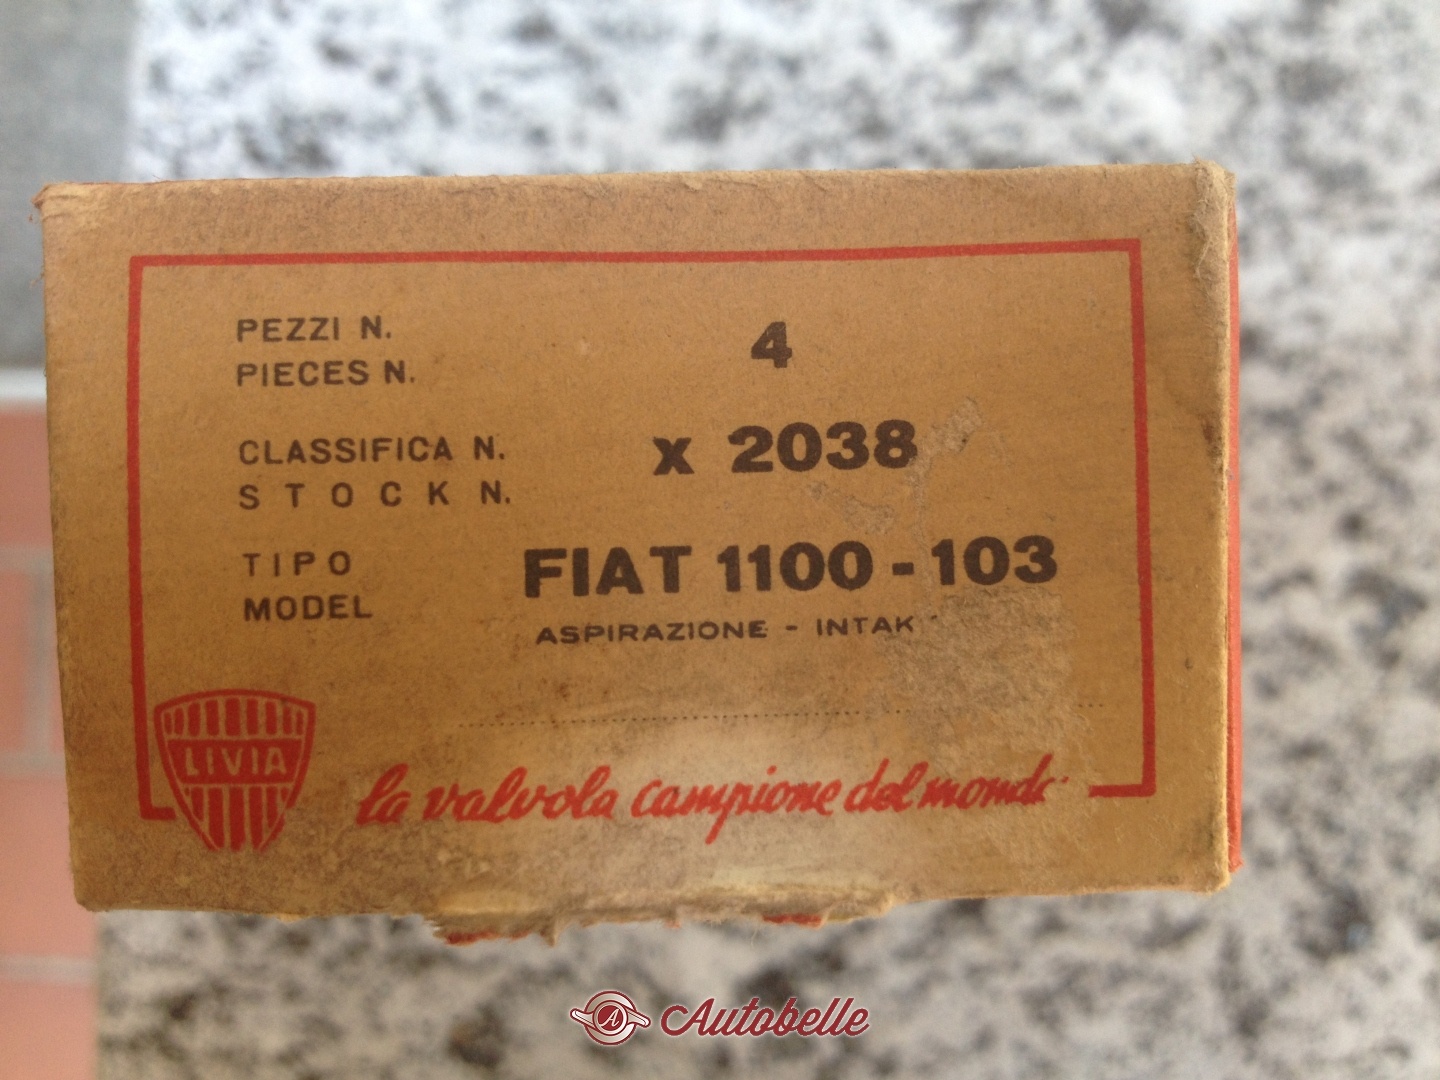 PEZZI N.
PIECES N.
4
CLASSIFICA N.
STOCK N.
x 2038
TIPO
MODEL
FIAT 1100-103
ASPIRAZIONE - INTAK
LIVIA
la valvola campione del mondo
Autobelle